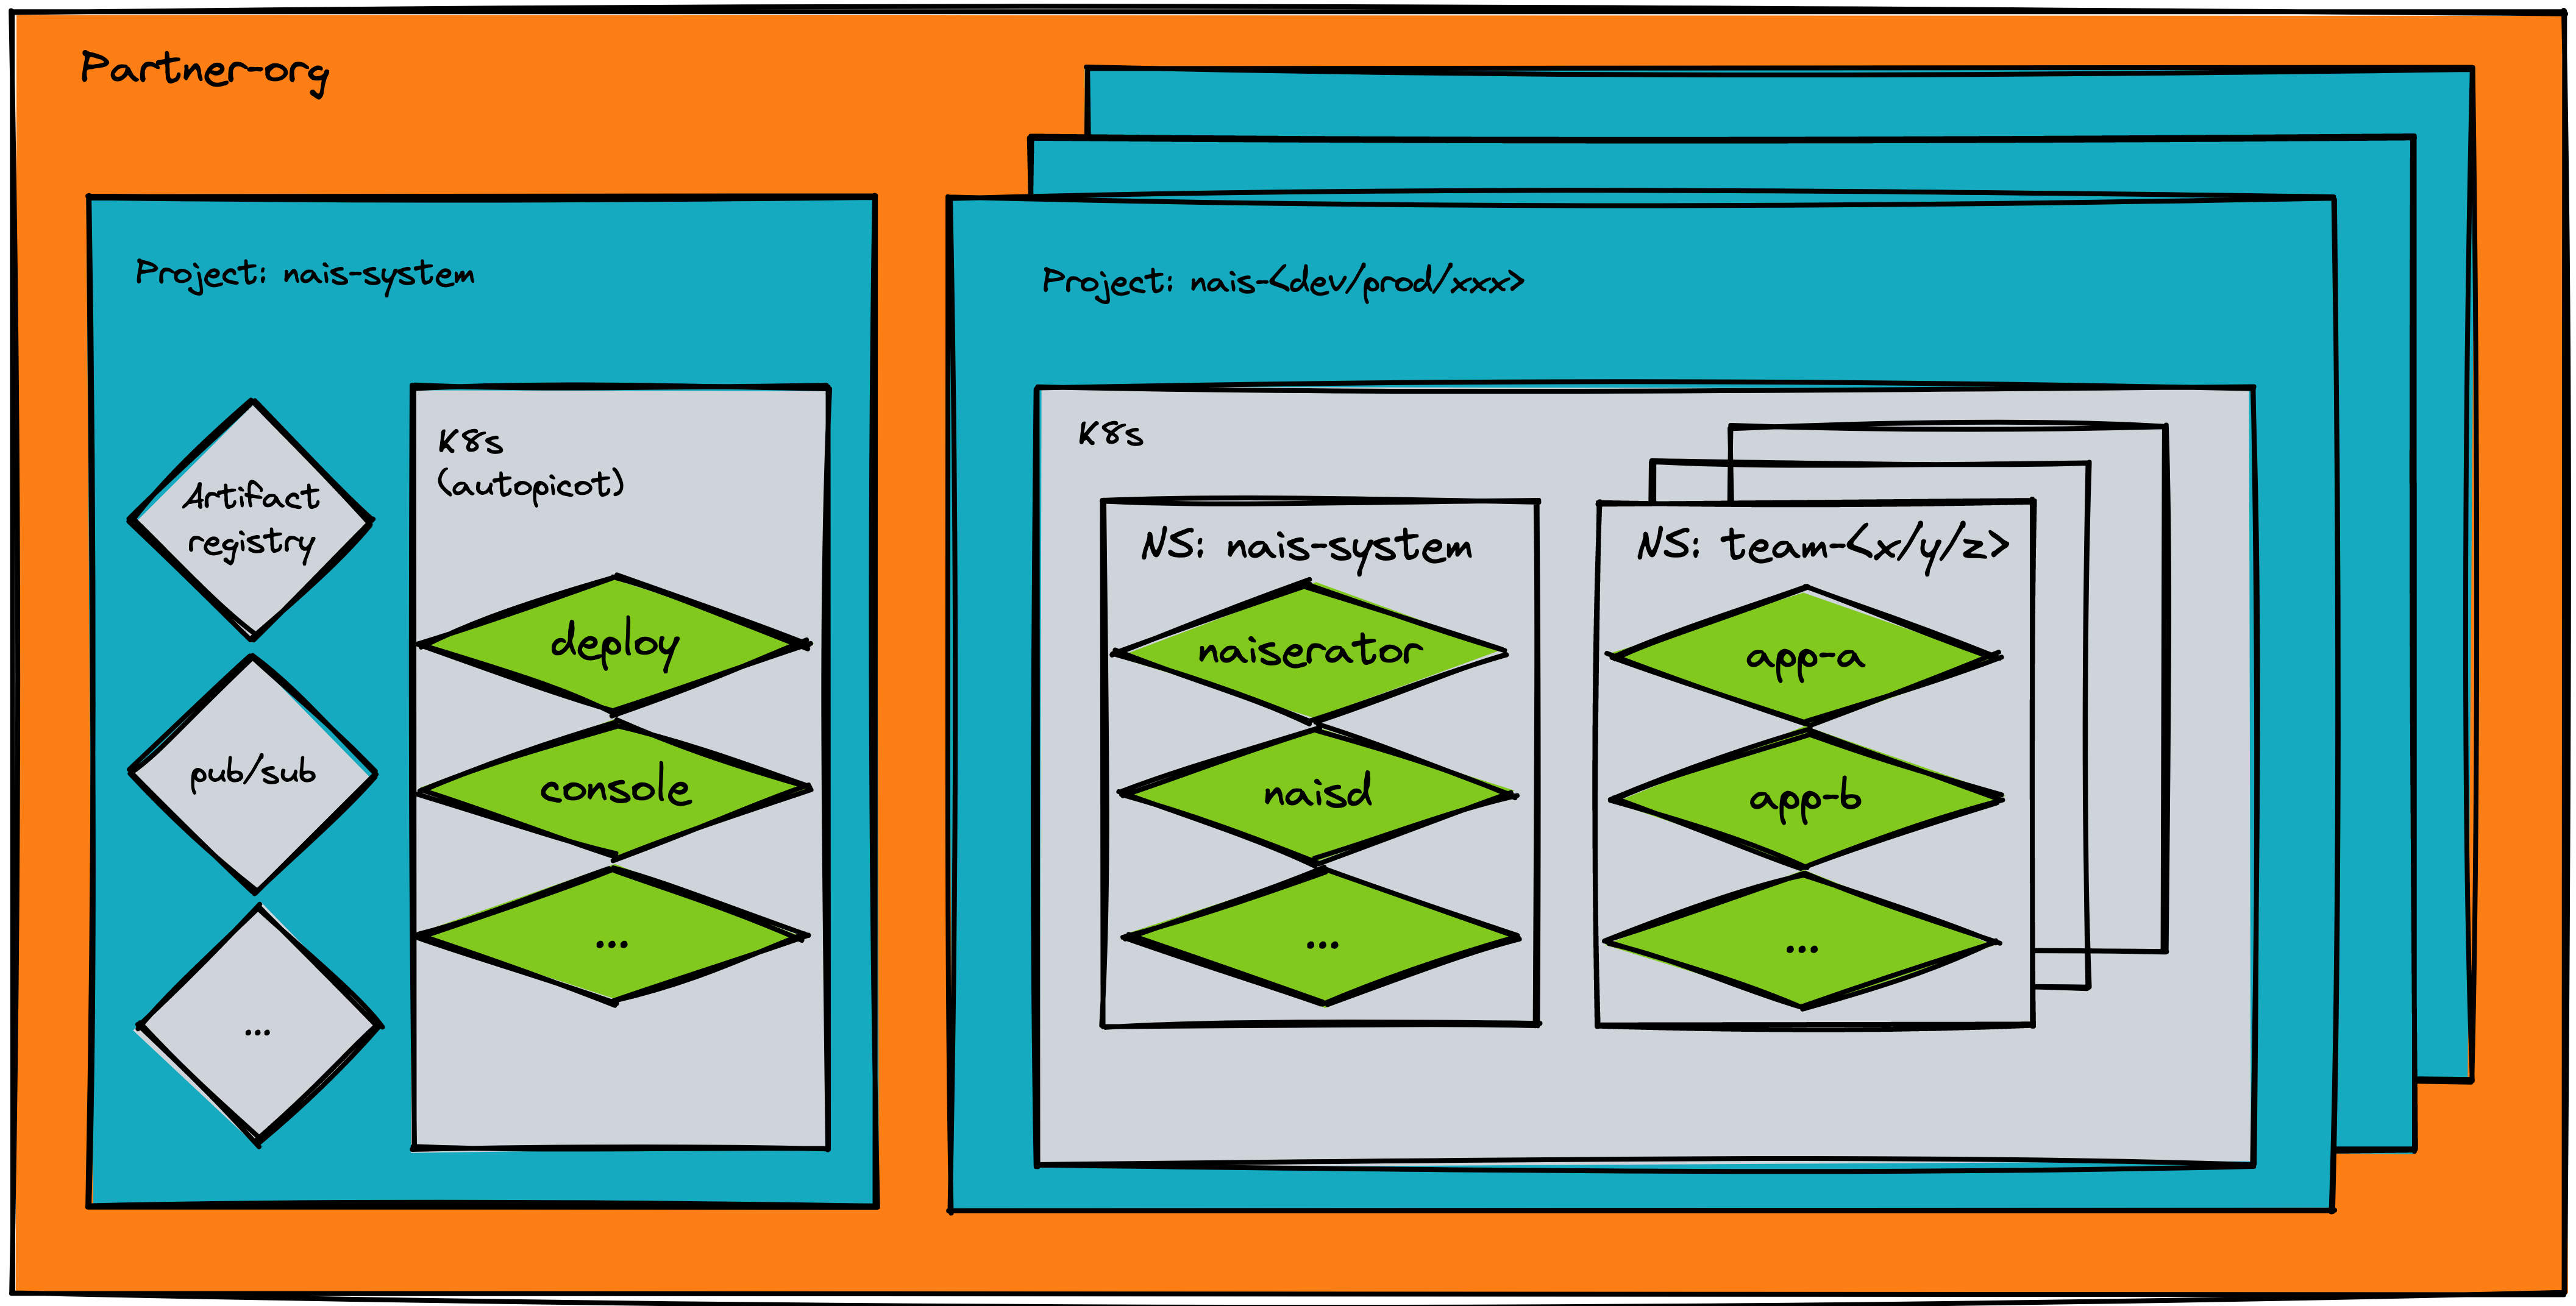 Partner-org
Project: nais-system
Artifact
registry
pub/sub
...
K8s
(autopicot)
deploy
console
...
Project: nais-<dev/prod/xxx>
K8s
NS: nais-system
naiserator
naisd
...
NS: team-<x/y/z>
app-a
app-b
...